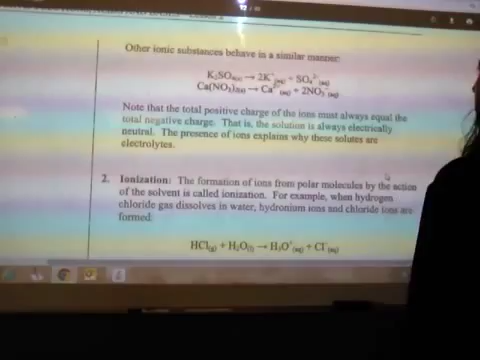 Other ionic substances behave in a similar manner:
K₂SO₄₍ₛ₎ → 2K⁺₍aq₎ + SO₄²⁻₍aq₎
Ca(NO₃)₂₍ₛ₎ → Ca²⁺₍aq₎ + 2NO₃⁻₍aq₎
Note that the total positive charge of the ions must always equal the
total negative charge. That is, the solution is always electrically
neutral. The presence of ions explains why these solutes are
electrolytes.
2. Ionization: The formation of ions from polar molecules by the action
of the solvent is called ionization. For example, when hydrogen
chloride gas dissolves in water, hydronium ions and chloride ions are
formed:
HCl₍g₎ + H₂O₍l₎ → H₃O⁺₍aq₎ + Cl⁻₍aq₎